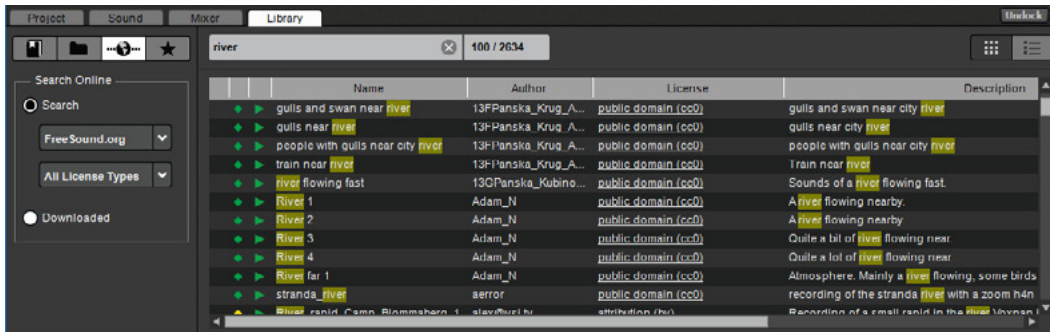 Project Sound Mixer Library Undock
river 100 / 2634
Search Online
Search
FreeSound.org
All License Types
Downloaded
Name Author License Description
gulls and swan near river 13FPanska_Krug_A... public domain (cc0) gulls and swan near city river
gulls near river 13FPanska_Krug_A... public domain (cc0) gulls near city river
people with gulls near city river 13FPanska_Krug_A... public domain (cc0) people with gulls near city river
train near river 13FPanska_Krug_A... public domain (cc0) Train near river
river flowing fast 13GPanska_Kubino... public domain (cc0) Sounds of a river flowing fast.
River 1 Adam_N public domain (cc0) A river flowing nearby.
River 2 Adam_N public domain (cc0) A river flowing nearby.
River 3 Adam_N public domain (cc0) Quite a bit of river flowing near.
River 4 Adam_N public domain (cc0) Quite a lot of river flowing near.
River far 1 Adam_N public domain (cc0) Atmosphere. Mainly a river flowing, some birds
stranda_river aerror public domain (cc0) recording of the stranda river with a zoom h4n
River_rapid_Camp_Blommaberg_1 attribution (by) Recording of a small rapid in the river Voxnan